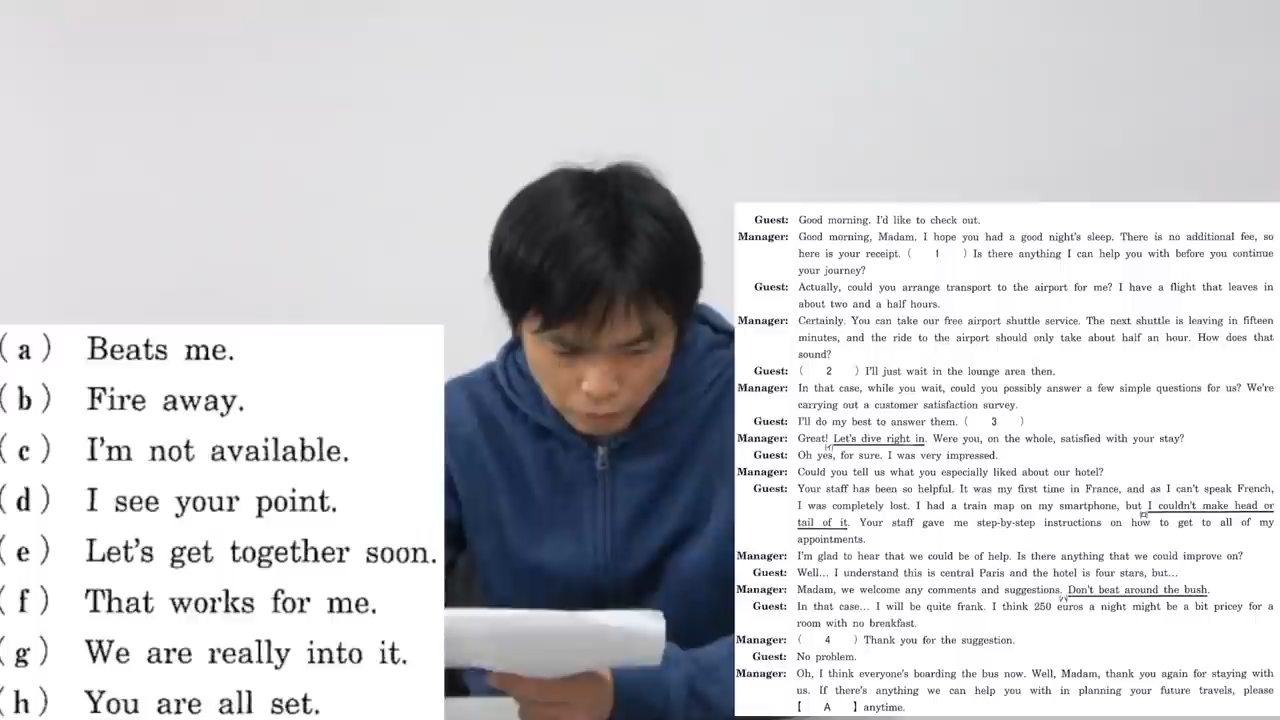 (a) Beats me.
(b) Fire away.
(c) I'm not available.
(d) I see your point.
(e) Let's get together soon.
(f) That works for me.
(g) We are really into it.
(h) You are all set.
Guest: Good morning. I'd like to check out.
Manager: Good morning, Madam. I hope you had a good night's sleep. There is no additional fee, so
here is your receipt. ( 1 ) Is there anything I can help you with before you continue
your journey?
Guest: Actually, could you arrange transport to the airport for me? I have a flight that leaves in
about two and a half hours.
Manager: Certainly. You can take our free airport shuttle service. The next shuttle is leaving in fifteen
minutes, and the ride to the airport should only take about half an hour. How does that
sound?
Guest: ( 2 ) I'll just wait in the lounge area then.
Manager: In that case, while you wait, could you possibly answer a few simple questions for us? We're
carrying out a customer satisfaction survey.
Guest: I'll do my best to answer them. ( 3 )
Manager: Great! Let's dive right in. Were you, on the whole, satisfied with your stay?
Guest: Oh yes, for sure. I was very impressed.
Manager: Could you tell us what you especially liked about our hotel?
Guest: Your staff has been so helpful. It was my first time in France, and as I can't speak French,
I was completely lost. I had a train map on my smartphone, but I couldn't make head or
tail of it. Your staff gave me step-by-step instructions on how to get to all of my
appointments.
Manager: I'm glad to hear that we could be of help. Is there anything that we could improve on?
Guest: Well... I understand this is central Paris and the hotel is four stars, but...
Manager: Madam, we welcome any comments and suggestions. Don't beat around the bush.
Guest: In that case... I will be quite frank. I think 250 euros a night might be a bit pricey for a
room with no breakfast.
Manager: ( 4 ) Thank you for the suggestion.
Guest: No problem.
Manager: Oh, I think everyone's boarding the bus now. Well, Madam, thank you again for staying with
us. If there's anything we can help you with in planning your future travels, please
[ A ] anytime.